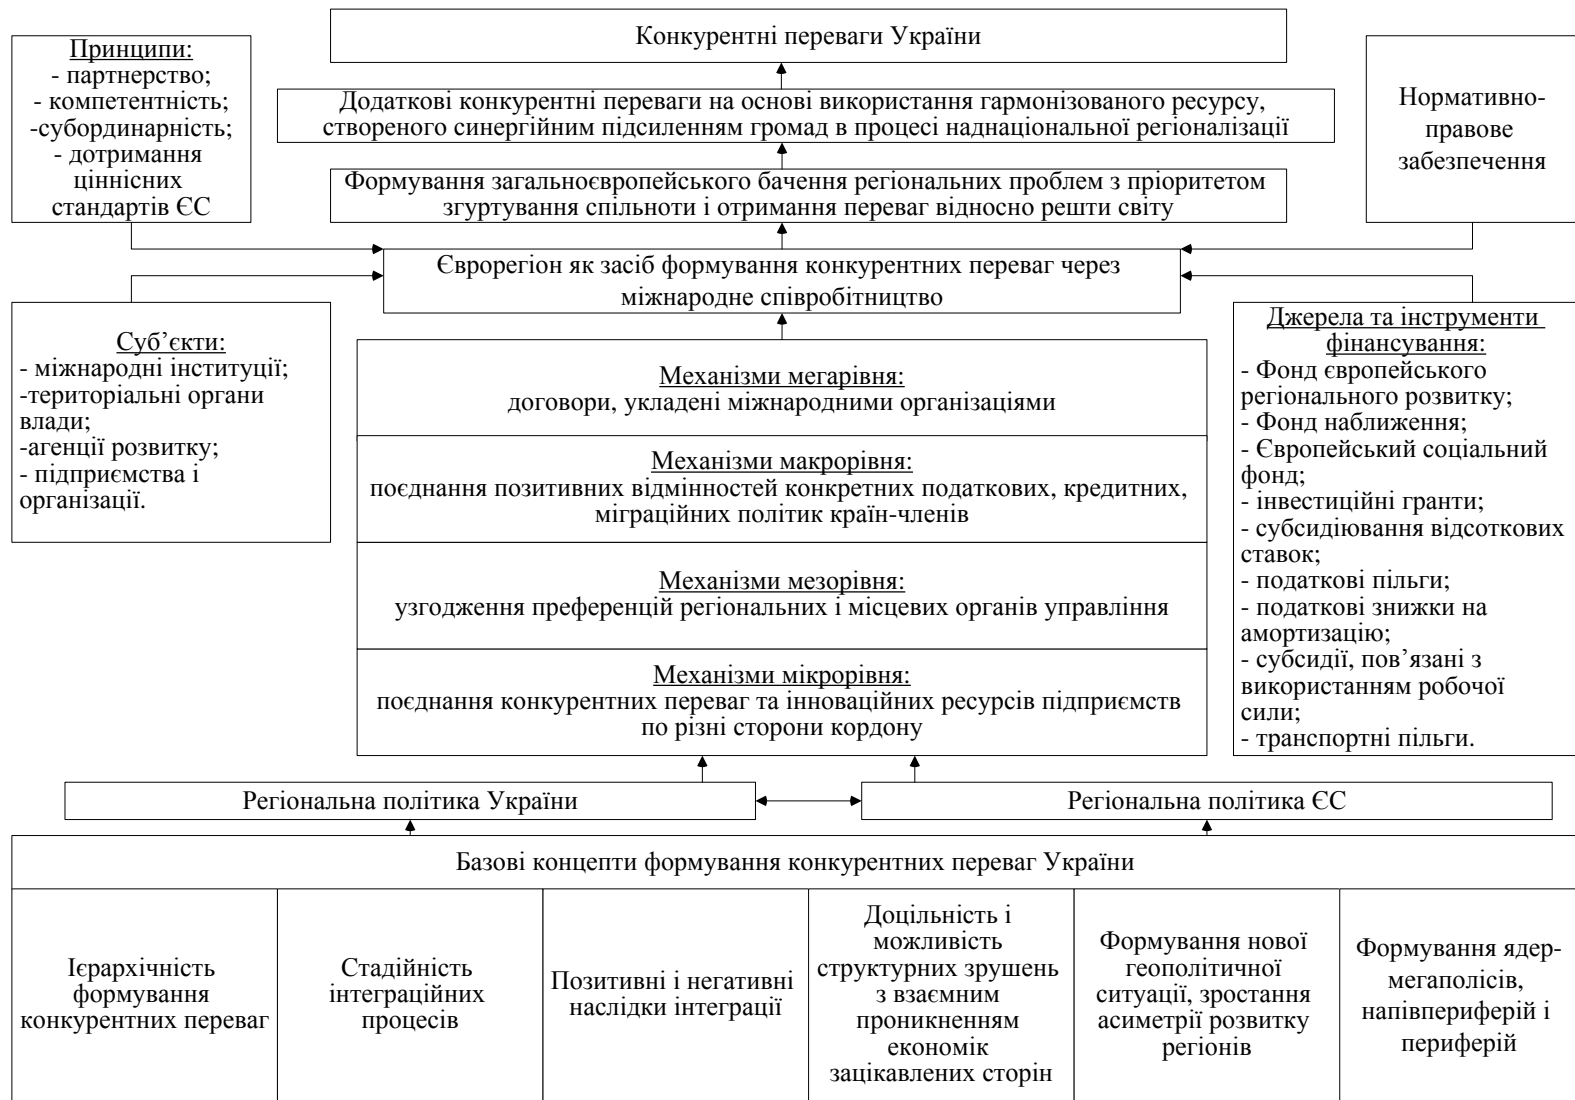 Принципи:
- партнерство;
- компетентність;
-субординарність;
- дотримання
ціннісних
стандартів ЄС
Конкурентні переваги України
Додаткові конкурентні переваги на основі використання гармонізованого ресурсу,
створеного синергійним підсиленням громад в процесі наднаціональної регіоналізації
Формування загальноєвропейського бачення регіональних проблем з пріоритетом
згуртування спільноти і отримання переваг відносно решти світу
Нормативно-
правове
забезпечення
Єврорегіон як засіб формування конкурентних переваг через
міжнародне співробітництво
Суб’єкти:
- міжнародні інституції;
-територіальні органи
влади;
-агенції розвитку;
- підприємства і
організації.
Механізми мегарівня:
договори, укладені міжнародними організаціями
Механізми макрорівня:
поєднання позитивних відмінностей конкретних податкових, кредитних,
міграційних політик країн-членів
Механізми мезорівня:
узгодження преференцій регіональних і місцевих органів управління
Механізми мікрорівня:
поєднання конкурентних переваг та інноваційних ресурсів підприємств
по різні сторони кордону
Джерела та інструменти
фінансування:
- Фонд європейського
регіонального розвитку;
- Фонд наближення;
- Європейський соціальний
фонд;
- інвестиційні гранти;
- субсидіювання відсоткових
ставок;
- податкові пільги;
- податкові знижки на
амортизацію;
- субсидії, пов’язані з
використанням робочої
сили;
- транспортні пільги.
Регіональна політика України
Регіональна політика ЄС
Базові концепти формування конкурентних переваг України
Ієрархічність
формування
конкурентних переваг
Стадійність
інтеграційних
процесів
Позитивні і негативні
наслідки інтеграції
Доцільність і
можливість
структурних зрушень
з взаємним
проникненням
економік
зацікавлених сторін
Формування нової
геополітичної
ситуації, зростання
асиметрії розвитку
регіонів
Формування ядер-
мегаполісів,
напівпериферій і
периферій